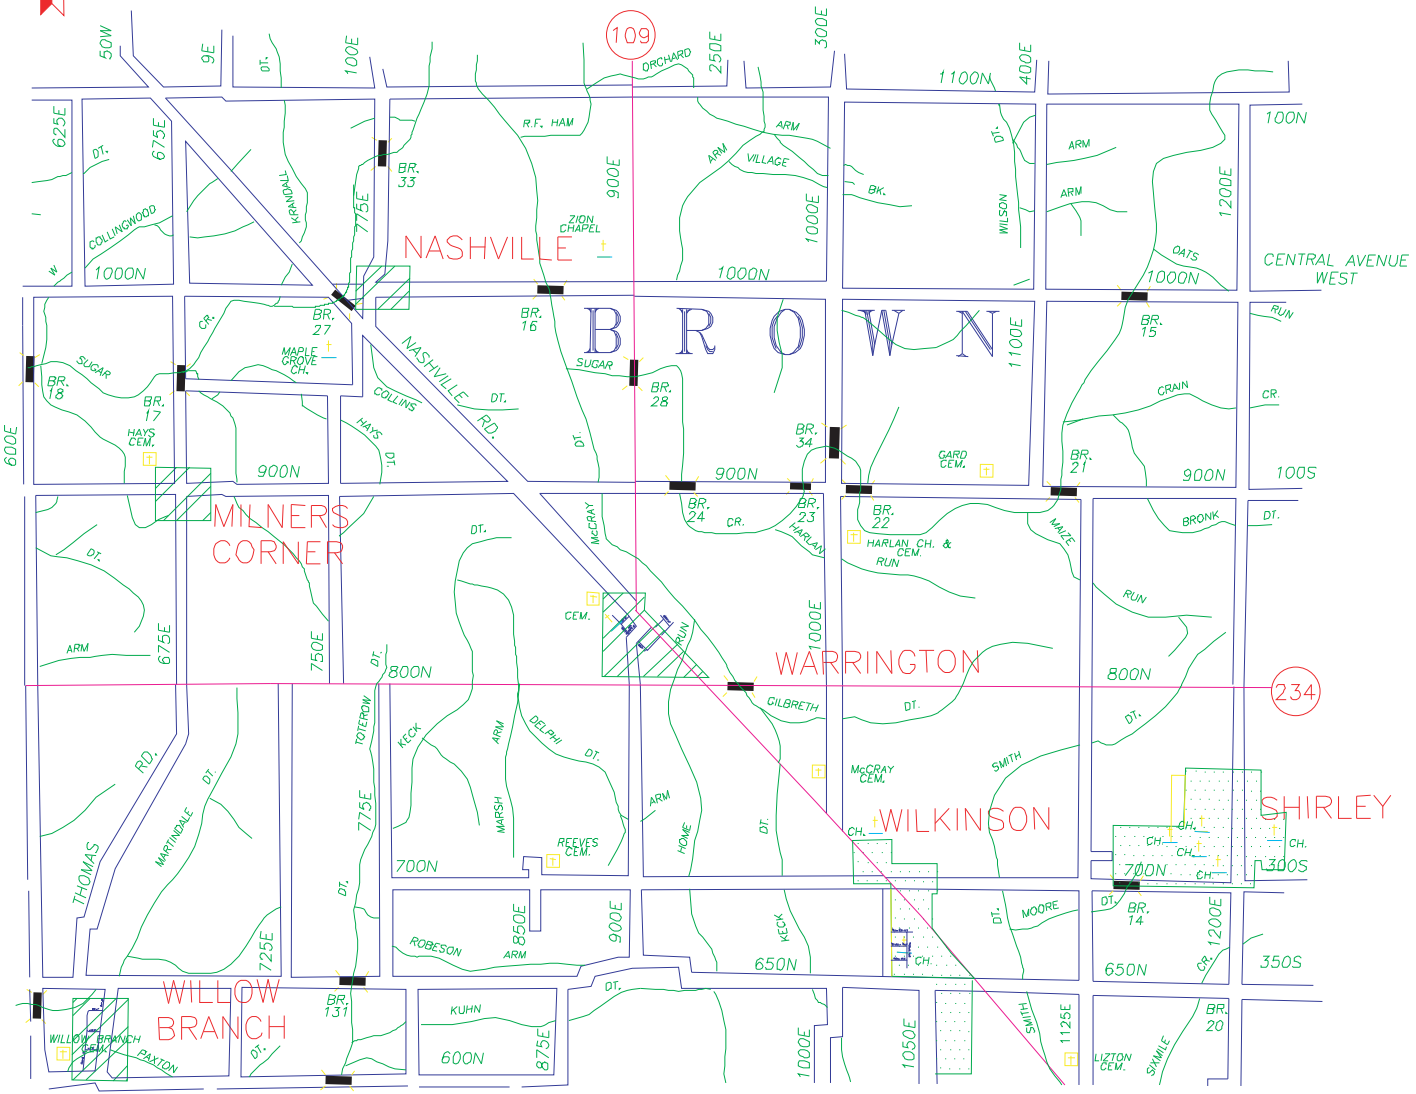 50W
9E
DT.
100E
109
ORCHARD
250E
300E
1100N
400E
625E
675E
DT.
BR.
33
R.F. HAM
900E
ARM
ARM
VILLAGE
BK.
DT.
ARM
ARM
100N
1200E
COLLINGWOOD
KRANDALL
775E
ZION
CHAPEL
1000E
WILSON
W
1000N
NASHVILLE
1000N
OATS
1000N
CENTRAL AVENUE
WEST
CR.
BR.
27
BR.
16
BROWN
1100E
BR.
15
RUN
MAPLE
GROVE
CH.
NASHVILLE RD.
SUGAR
BR.
18
SUGAR
BR.
28
BR.
17
COLLINS
DT.
CRAIN
CR.
600E
HAYS
CEM.
HAYS
DT.
DT.
BR.
34
GARD
CEM.
BR.
21
900N
900N
900N
100S
MILNERS
CORNER
McCRAY
BR.
24
CR.
BR.
23
HARLAN
BR.
22
HARLAN CH. &
CEM.
RUN
MAIZE
BRONK
DT.
DT.
DT.
CEM.
RUN
1000E
RUN
ARM
675E
750E
DT.
800N
WARRINGTON
800N
234
GILBRETH
DT.
DT.
RD.
TOTEROW
KECK
ARM
DELPHI
DT.
DT.
SMITH
McCRAY
CEM.
775E
MARTINDALE
MARSH
ARM
HOME
DT.
CH.
WILKINSON
SHIRLEY
CH.
CH.
CH.
CH.
THOMAS
REEVES
CEM.
700N
700N
300S
DT.
850E
900E
KECK
DT.
MOORE
DT.
BR.
14
1200E
725E
ROBESON
ARM
650N
CH.
650N
CR.
350S
WILLOW
BRANCH
BR.
131
KUHN
DT.
SMITH
1125E
BR.
20
WILLOW BRANCH
CEM.
PAXTON
DT.
600N
875E
1000E
1050E
LIZTON
CEM.
SIXMILE